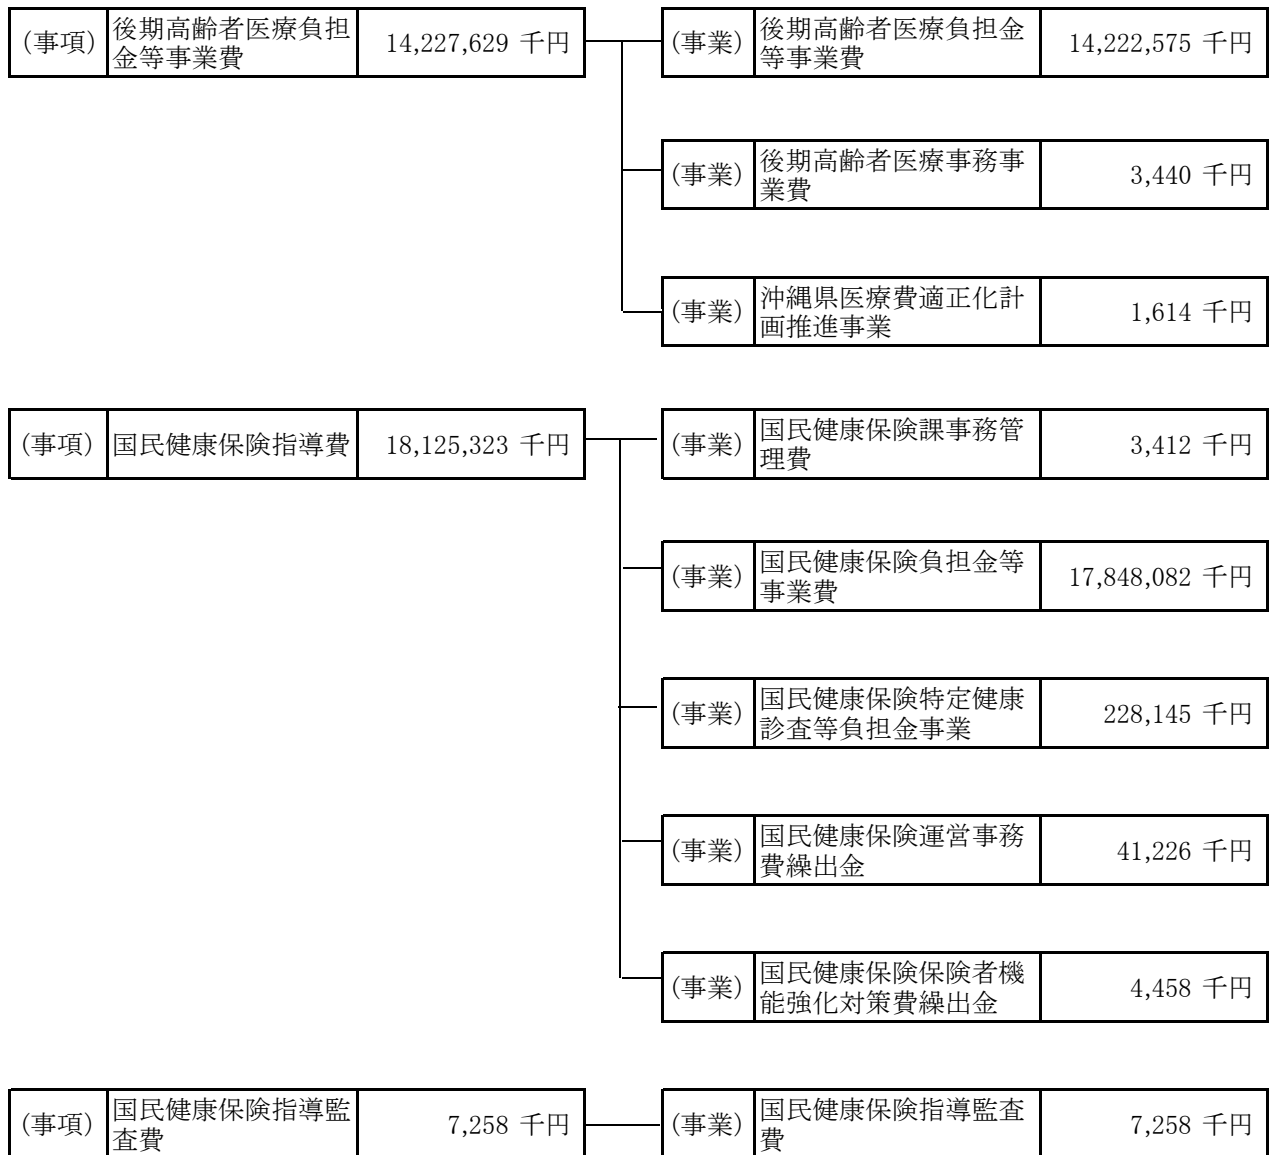 (事項) 後期高齢者医療負担 14,227,629 千円 (事業) 後期高齢者医療負担金 14,222,575 千円
金等事業費 等事業費
(事業) 後期高齢者医療事務事 3,440 千円
業費
(事業) 沖縄県医療費適正化計 1,614 千円
画推進事業
(事項) 国民健康保険指導費 18,125,323 千円 (事業) 国民健康保険課事務管 3,412 千円
理費
(事業) 国民健康保険負担金等 17,848,082 千円
事業費
(事業) 国民健康保険特定健康 228,145 千円
診査等負担金事業
(事業) 国民健康保険運営事務 41,226 千円
費繰出金
(事業) 国民健康保険保険者機 4,458 千円
能強化対策費繰出金
(事項) 国民健康保険指導監 7,258 千円 (事業) 国民健康保険指導監査 7,258 千円
査費 費